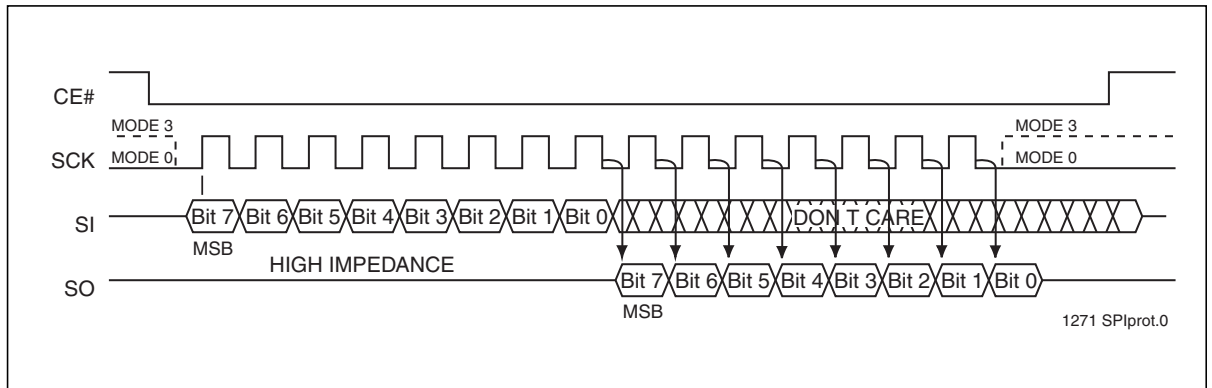 CE#
MODE 3
MODE 3
SCK
MODE 0
MODE 0
SI
Bit 7 Bit 6 Bit 5 Bit 4 Bit 3 Bit 2 Bit 1 Bit 0
DON T CARE
MSB
HIGH IMPEDANCE
SO
Bit 7 Bit 6 Bit 5 Bit 4 Bit 3 Bit 2 Bit 1 Bit 0
MSB
1271 SPIprot.0